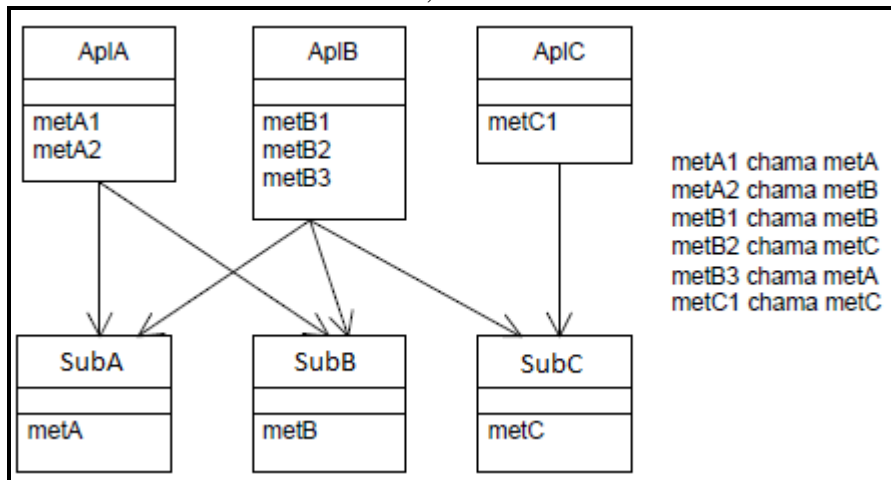 AplA
AplB
AplC
metA1
metA2
metB1
metB2
metB3
metC1
metA1 chama metA
metA2 chama metB
metB1 chama metB
metB2 chama metC
metB3 chama metA
metC1 chama metC
SubA
SubB
SubC
metA
metB
metC